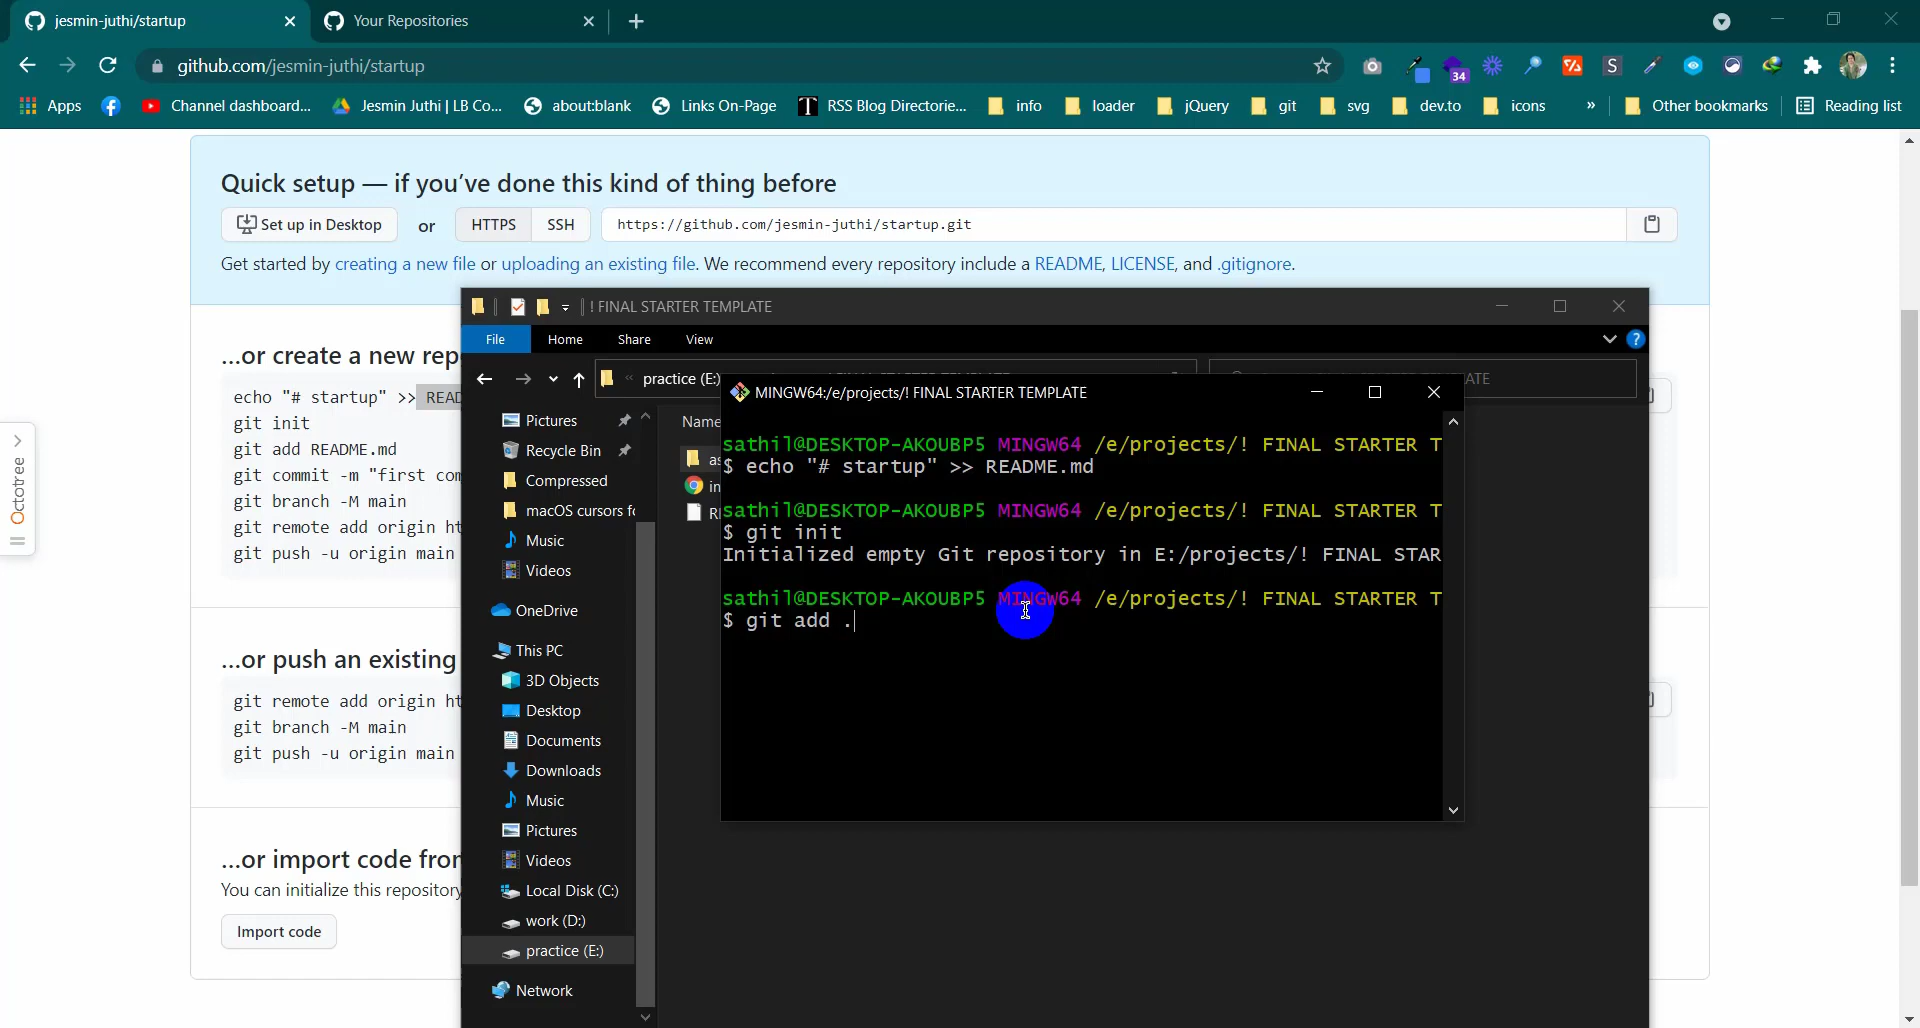 jesmin-juthi/startup
Your Repositories
github.com/jesmin-juthi/startup
34
Apps
Channel dashboard...
Jesmin Juthi | LB Co...
about:blank
Links On-Page
RSS Blog Directorie...
info
loader
jQuery
git
svg
dev.to
icons
»
Other bookmarks
Reading list
Quick setup — if you've done this kind of thing before
Set up in Desktop
or
HTTPS
SSH
https://github.com/jesmin-juthi/startup.git
Get started by creating a new file or uploading an existing file. We recommend every repository include a README, LICENSE, and .gitignore.
...or create a new rep
echo "# startup" >> READ
git init
git add README.md
git commit -m "first com
git branch -M main
git remote add origin ht
git push -u origin main
...or push an existing
git remote add origin ht
git branch -M main
git push -u origin main
...or import code from
You can initialize this repository
Import code
Octotree
! FINAL STARTER TEMPLATE
File
Home
Share
View
practice (E:)
Pictures
Recycle Bin
Compressed
macOS cursors fo
Music
Videos
OneDrive
This PC
3D Objects
Desktop
Documents
Downloads
Music
Pictures
Videos
Local Disk (C:)
work (D:)
practice (E:)
Network
Name
as
in
RE
MINGW64:/e/projects/! FINAL STARTER TEMPLATE
sathi1@DESKTOP-AKOUBP5 MINGW64 /e/projects/! FINAL STARTER T
$ echo "# startup" >> README.md
sathi1@DESKTOP-AKOUBP5 MINGW64 /e/projects/! FINAL STARTER T
$ git init
Initialized empty Git repository in E:/projects/! FINAL STAR
sathi1@DESKTOP-AKOUBP5 MINGW64 /e/projects/! FINAL STARTER T
$ git add .